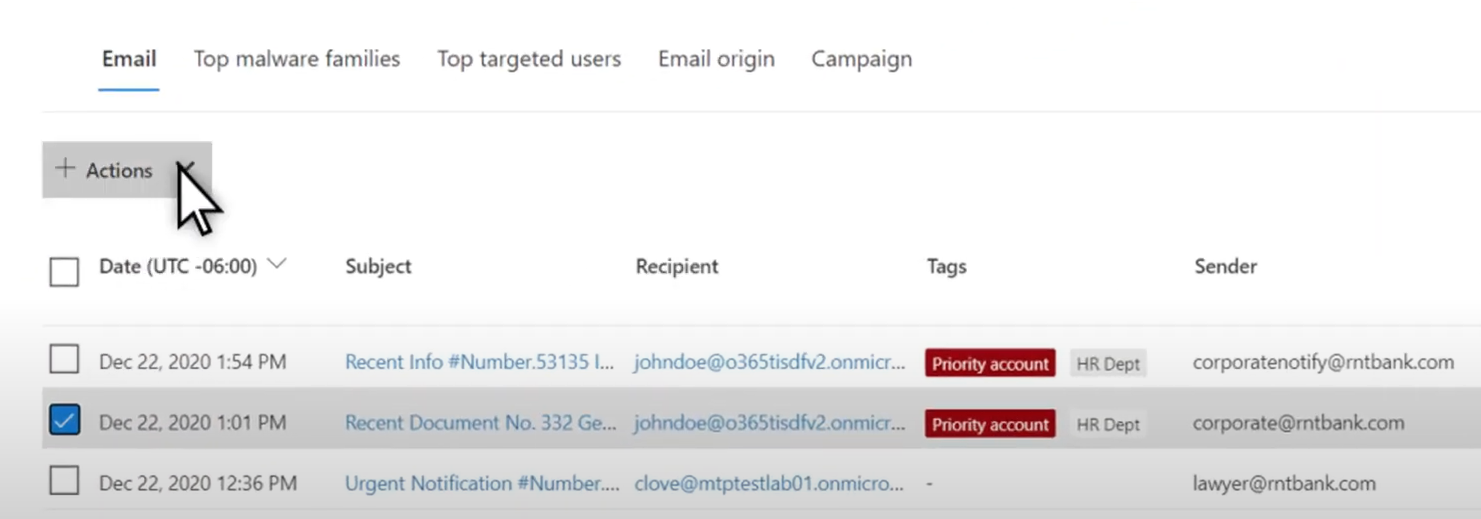 Email Top malware families Top targeted users Email origin Campaign
+ Actions
Date (UTC -06:00) Subject Recipient Tags Sender
Dec 22, 2020 1:54 PM Recent Info #Number.53135 I... johndoe@o365tisdfv2.onmicr... Priority account HR Dept corporatenotify@rntbank.com
Dec 22, 2020 1:01 PM Recent Document No. 332 Ge... johndoe@o365tisdfv2.onmicr... Priority account HR Dept corporate@rntbank.com
Dec 22, 2020 12:36 PM Urgent Notification #Number.... clove@mtptestlab01.onmicro... - lawyer@rntbank.com